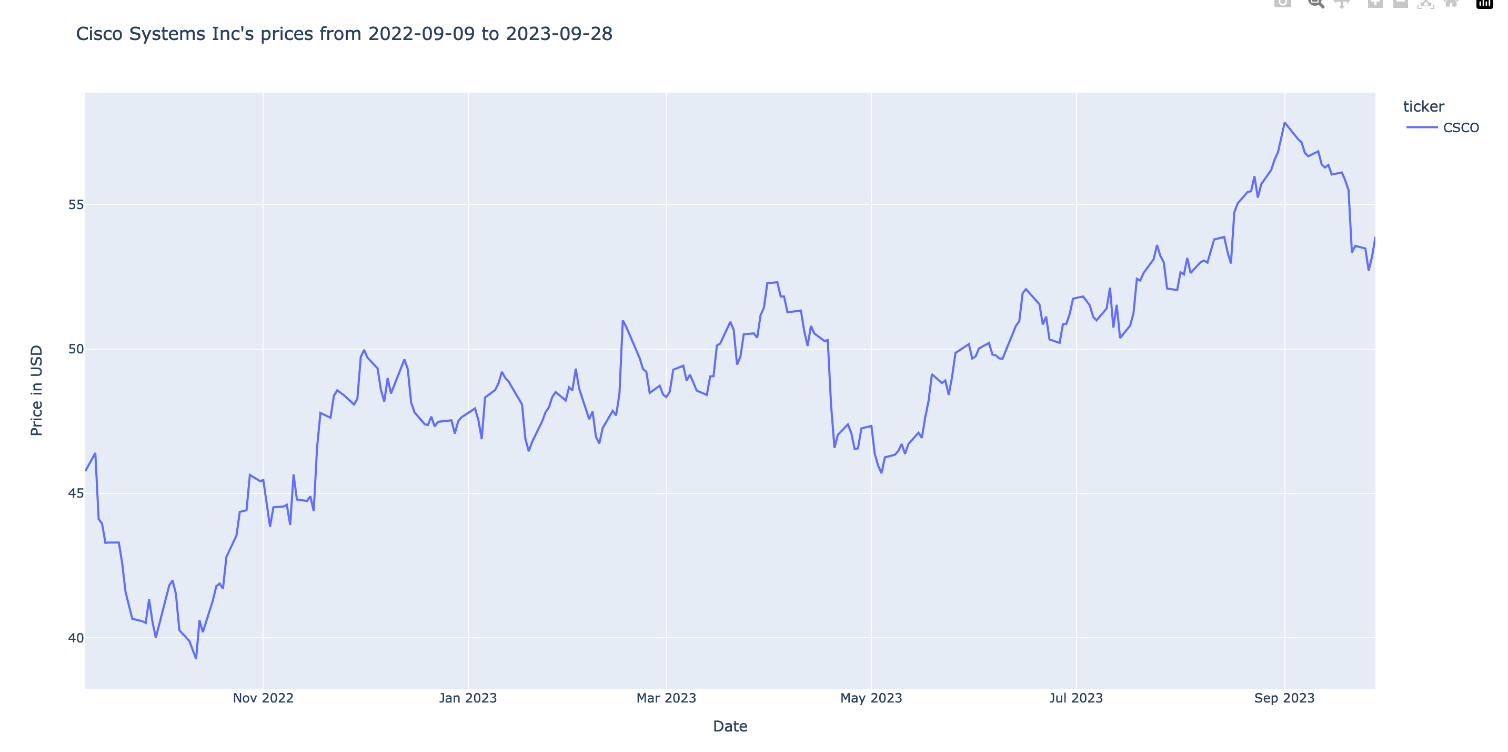 Cisco Systems Inc's prices from 2022-09-09 to 2023-09-28
ticker
CSCO
55
50
45
40
Price in USD
Nov 2022
Jan 2023
Mar 2023
May 2023
Jul 2023
Sep 2023
Date